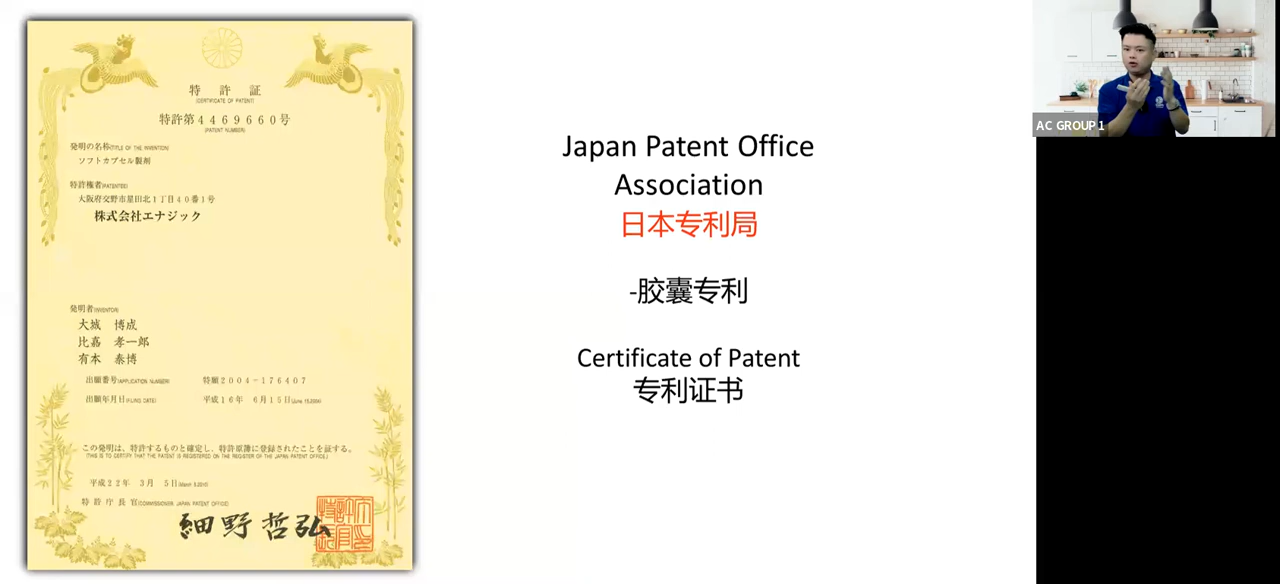 特許証
(CERTIFICATE OF PATENT)
特許第4469660号
(PATENT NUMBER)
発明の名称(TITLE OF THE INVENTION)
ソフトカプセル製剤
特許権者(PATENTEE)
大阪府交野市星田北1丁目40番1号
株式会社エナジック
発明者(INVENTOR)
大城 博成
比嘉 孝一郎
有本 泰博
出願番号(APPLICATION NUMBER) 特願2004-176407
出願年月日(FILING DATE) 平成16年 6月15日(June 15,2004)
この発明は、特許するものと確定し、特許原簿に登録されたことを証する。
(THIS IS TO CERTIFY THAT THE PATENT IS REGISTERED ON THE REGISTER OF THE JAPAN PATENT OFFICE.)
平成22年 3月 5日(March 5,2010)
特許庁長官(COMMISSIONER, JAPAN PATENT OFFICE)
細野哲弘
Japan Patent Office
Association
日本专利局
-胶囊专利
Certificate of Patent
专利证书
AC GROUP 1